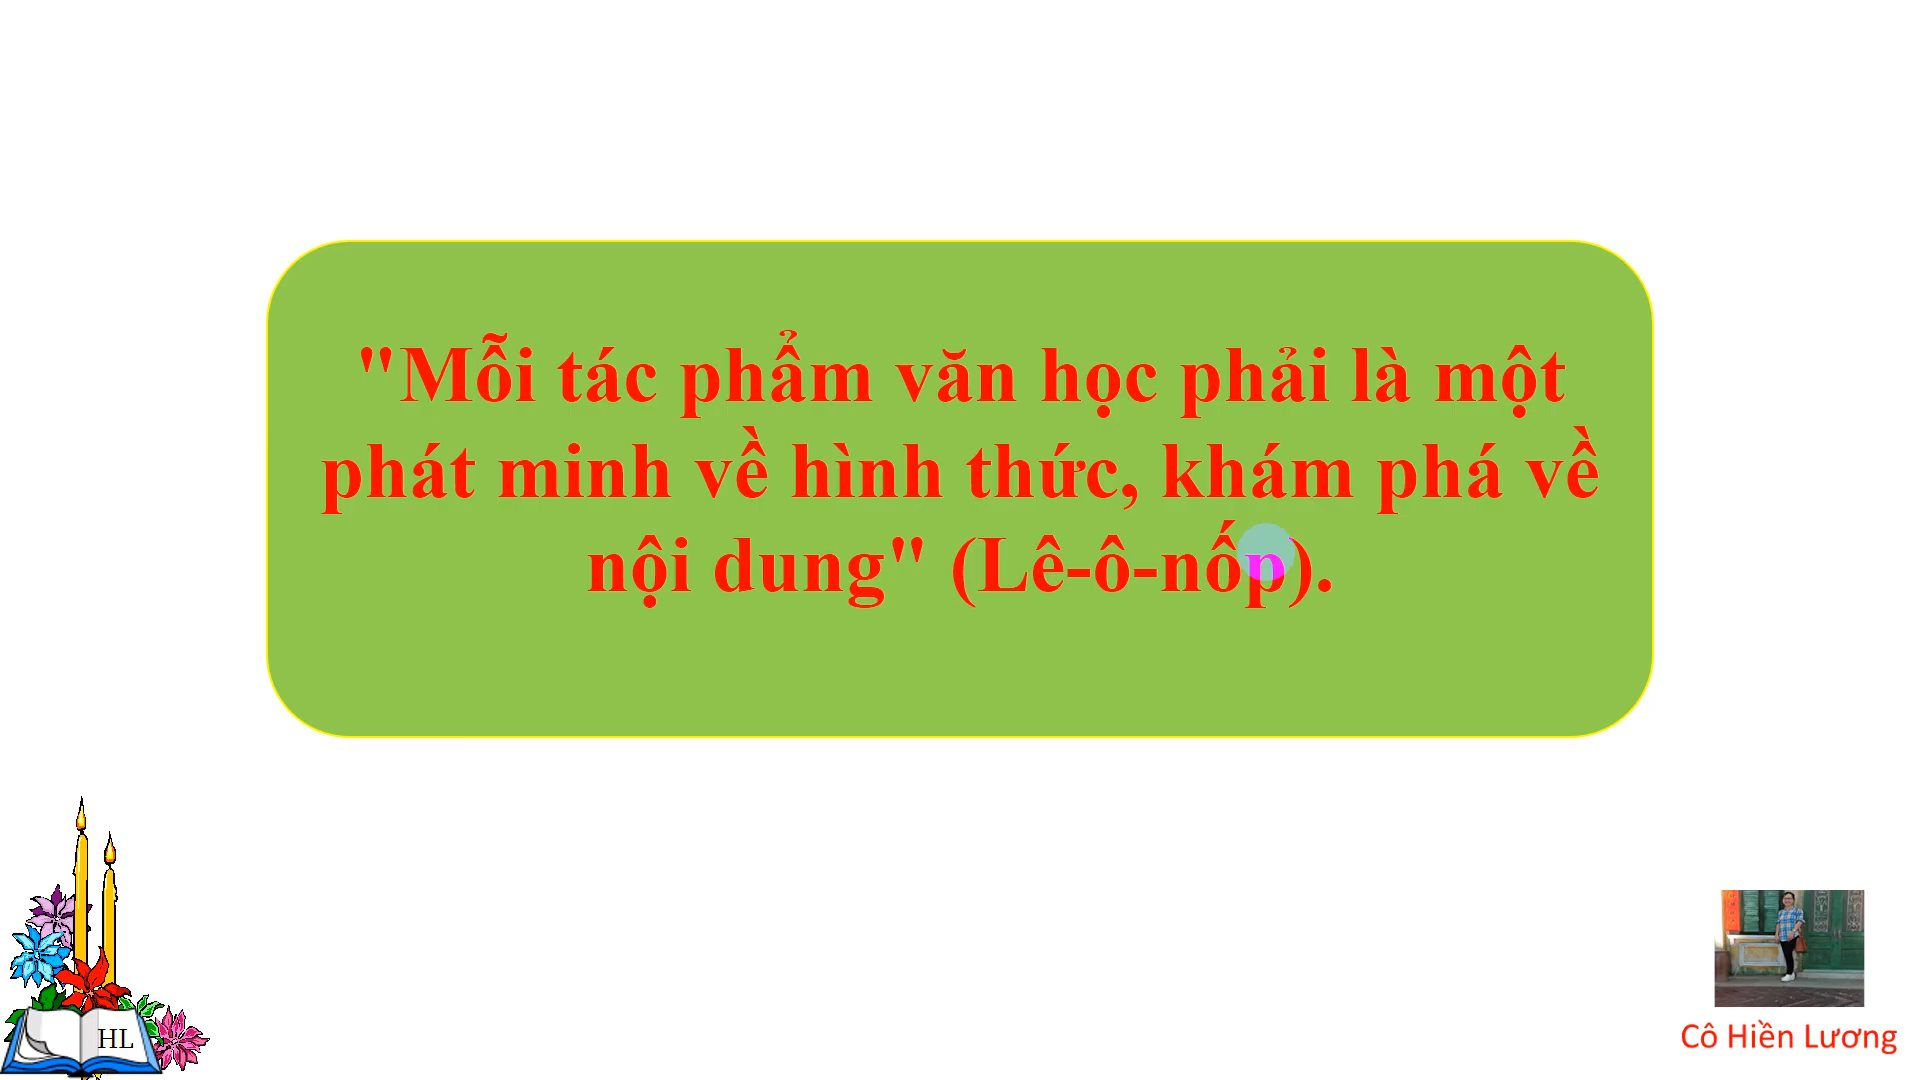 "Mỗi tác phẩm văn học phải là một
phát minh về hình thức, khám phá về
nội dung" (Lê-ô-nốp).
HL
Cô Hiền Lương